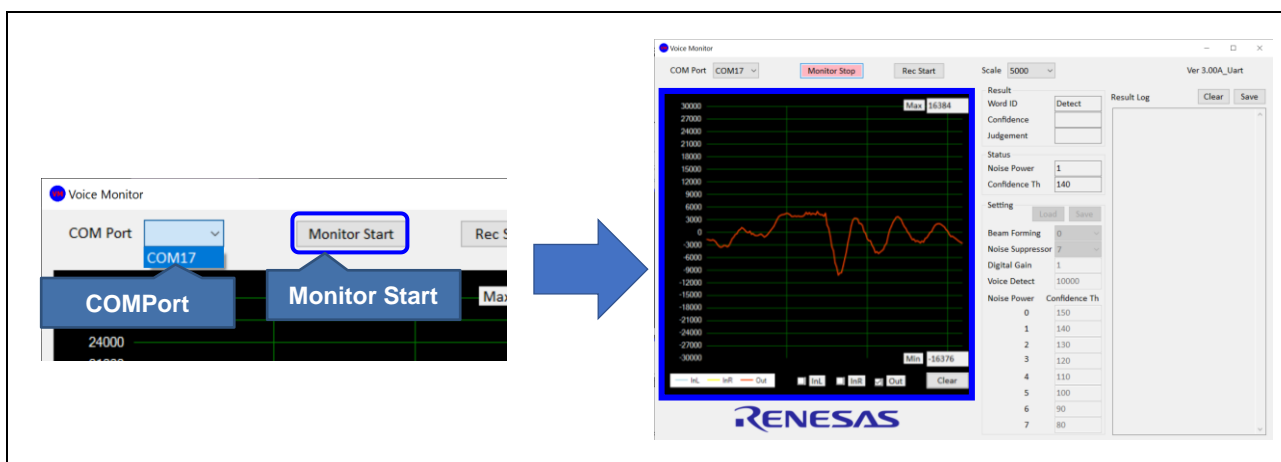 Voice Monitor
COM Port
Monitor Start
COM17
COMPort
Monitor Start
24000
Voice Monitor
COM Port COM17 Monitor Stop Rec Start Scale 5000 Ver 3.00A_Uart
Max 16384
30000
27000
24000
21000
18000
15000
12000
9000
6000
3000
0
-3000
-6000
-9000
-12000
-15000
-18000
-21000
-24000
-27000
-30000
Min -16376
InL InR Out InL InR Out Clear
RENESAS
Result
Word ID Detect
Confidence
Judgement
Status
Noise Power 1
Confidence Th 140
Setting
Load Save
Beam Forming 0
Noise Suppressor 7
Digital Gain 1
Voice Detect 10000
Noise Power Confidence Th
0 150
1 140
2 130
3 120
4 110
5 100
6 90
7 80
Result Log Clear Save